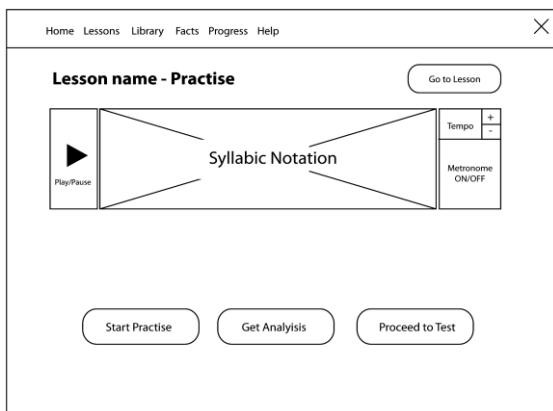 Home Lessons Library Facts Progress Help
Lesson name - Practise
Go to Lesson
Play/Pause
Syllabic Notation
Tempo
+
-
Metronome
ON/OFF
Start Practise
Get Analyisis
Proceed to Test